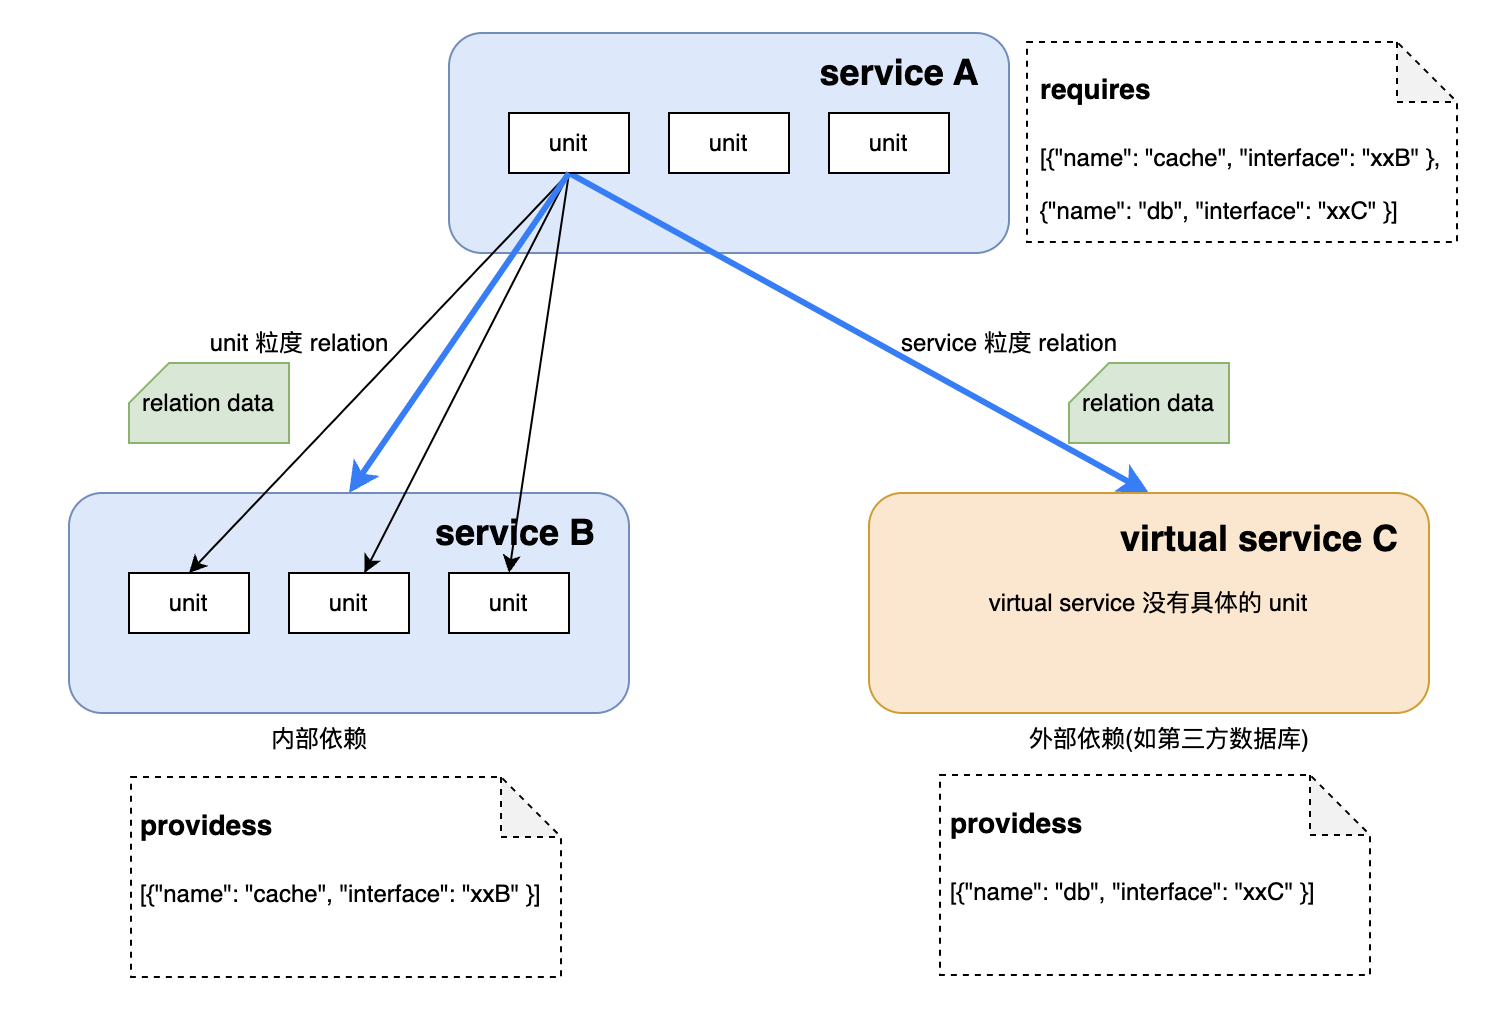 service A
unit
unit
unit
requires
[{"name": "cache", "interface": "xxB" },
{"name": "db", "interface": "xxC" }]
unit 粒度 relation
relation data
service 粒度 relation
relation data
service B
unit
unit
unit
virtual service C
virtual service 没有具体的 unit
内部依赖
外部依赖(如第三方数据库)
providess
[{"name": "cache", "interface": "xxB" }]
providess
[{"name": "db", "interface": "xxC" }]